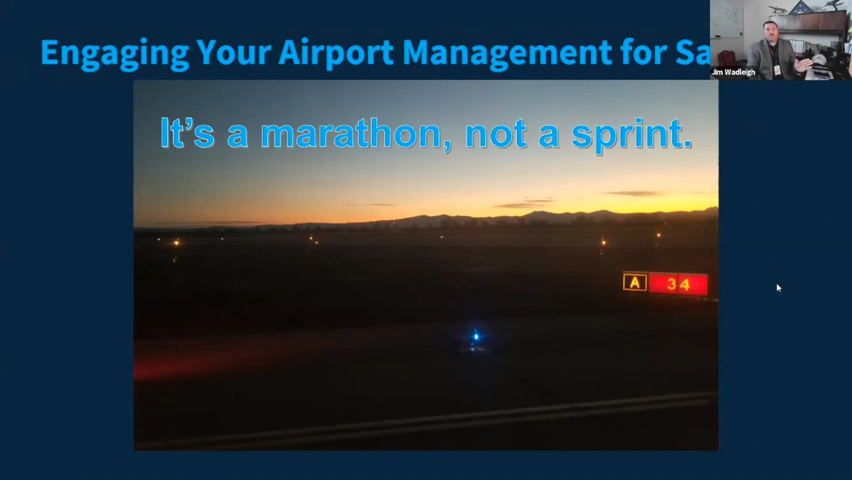 Engaging Your Airport Management for Sa
Jim Wadleigh
It's a marathon, not a sprint.
A 34